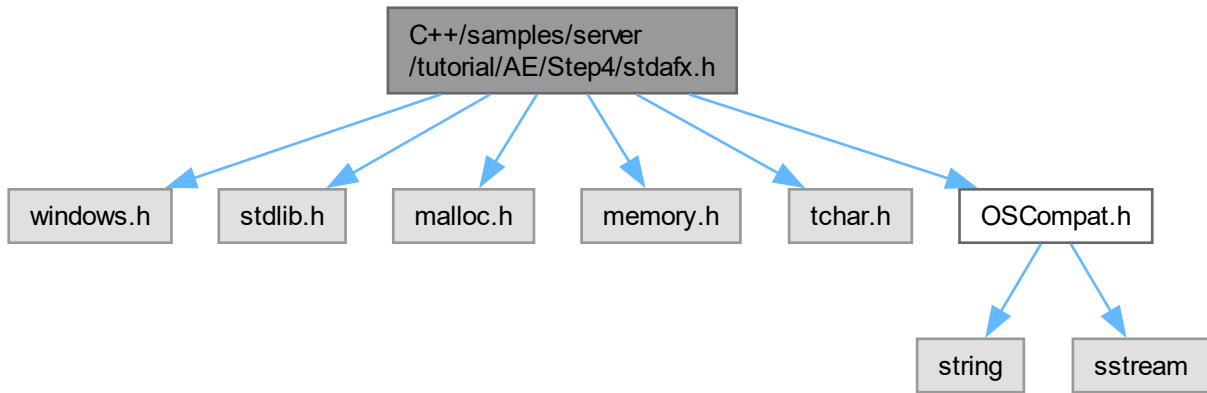 C++/samples/server
/tutorial/AE/Step4/stdafx.h
windows.h
stdlib.h
malloc.h
memory.h
tchar.h
OSCompat.h
string
sstream